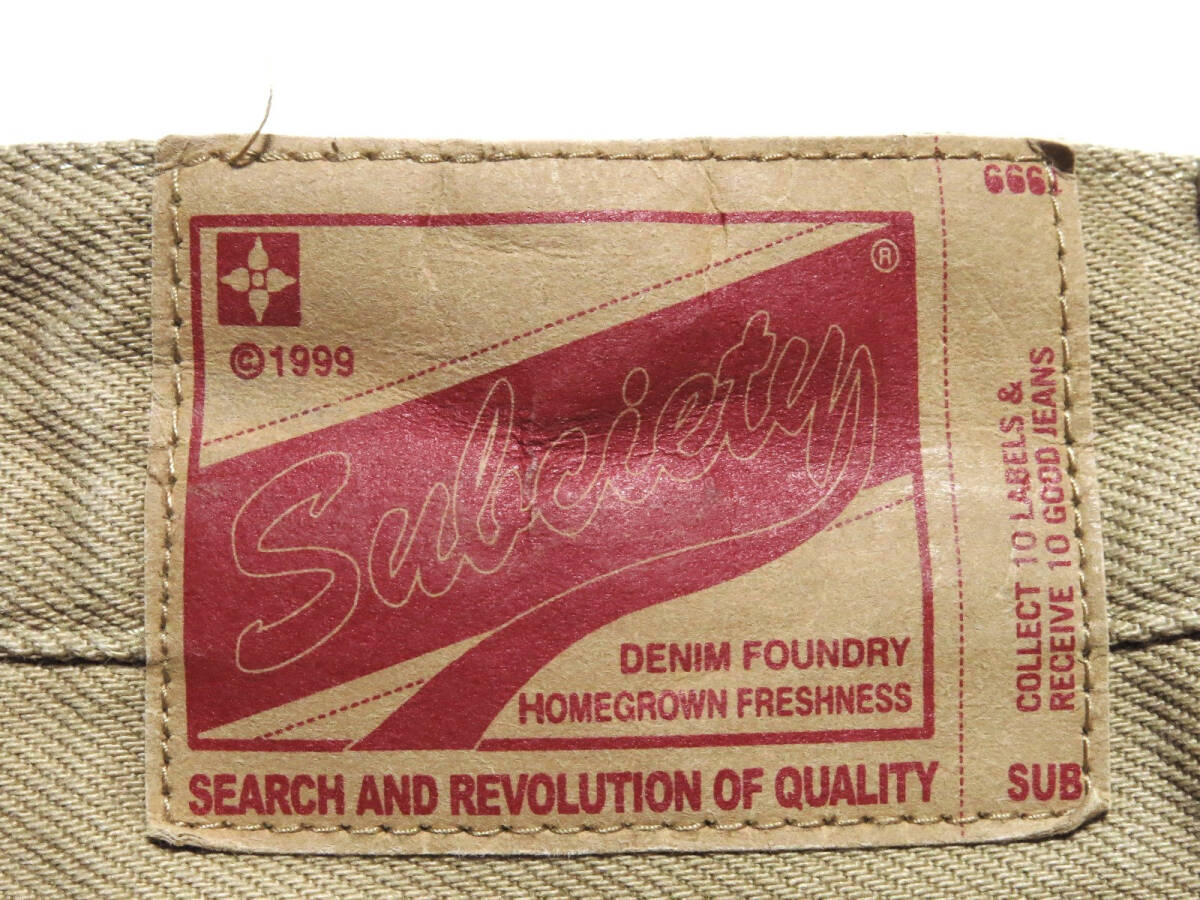 ©1999
Subciety
®
DENIM FOUNDRY
HOMEGROWN FRESHNESS
SEARCH AND REVOLUTION OF QUALITY
1999
COLLECT 10 LABELS &
RECEIVE 10 GOOD JEANS
SUB